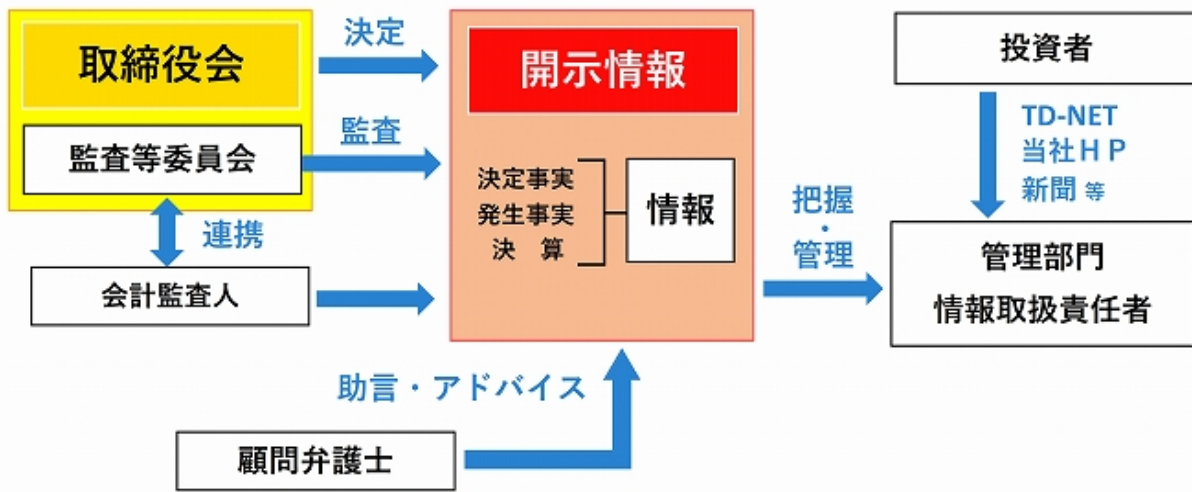 取締役会
監査等委員会
連携
会計監査人
決定
監査
開示情報
決定事実
発生事実
決　算
情報
助言・アドバイス
顧問弁護士
把握
・
管理
投資者
TD-NET
当社ＨＰ
新聞 等
管理部門
情報取扱責任者